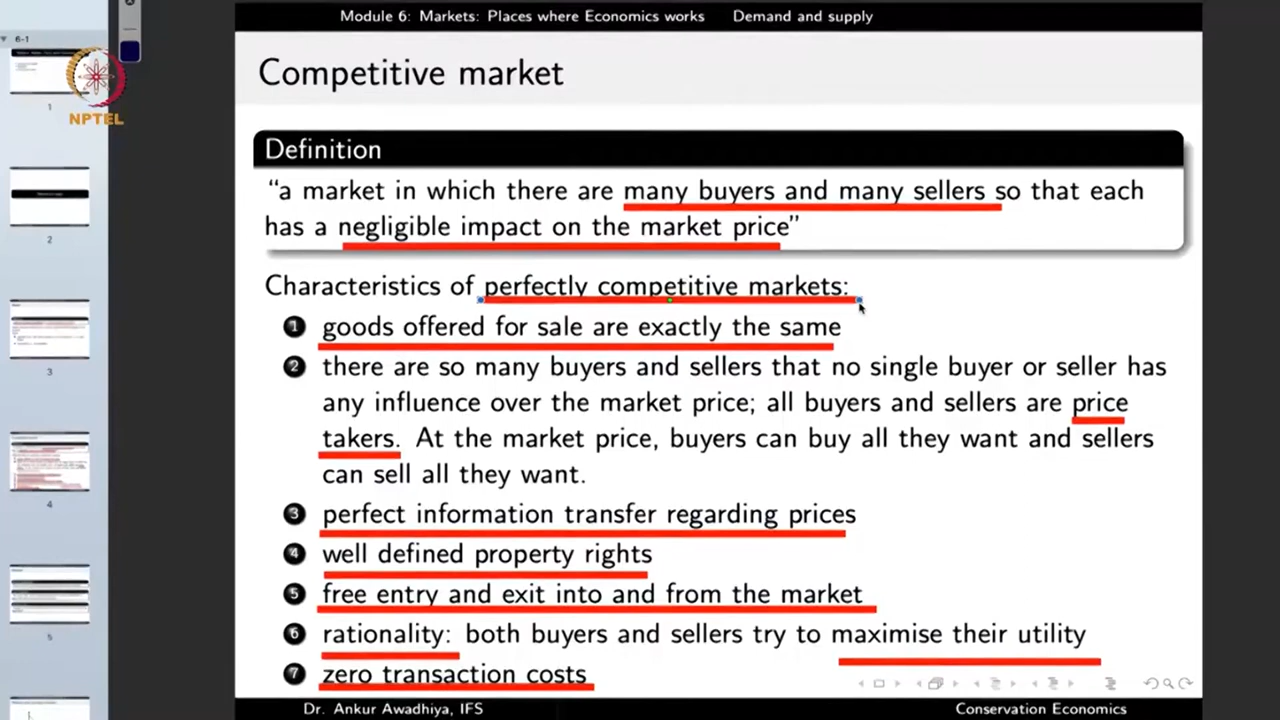 Module 6: Markets: Places where Economics works Demand and supply
6-1
NPTEL
1
2
3
4
5
Competitive market
Definition
“a market in which there are many buyers and many sellers so that each
has a negligible impact on the market price”
Characteristics of perfectly competitive markets:
1 goods offered for sale are exactly the same
2 there are so many buyers and sellers that no single buyer or seller has
any influence over the market price; all buyers and sellers are price
takers. At the market price, buyers can buy all they want and sellers
can sell all they want.
3 perfect information transfer regarding prices
4 well defined property rights
5 free entry and exit into and from the market
6 rationality: both buyers and sellers try to maximise their utility
7 zero transaction costs
Dr. Ankur Awadhiya, IFS Conservation Economics